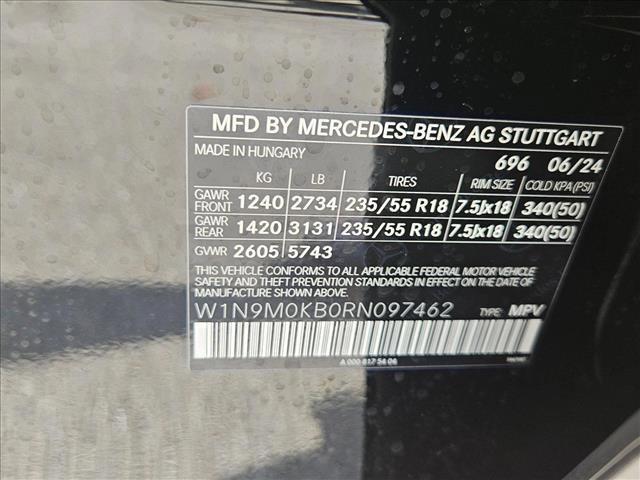 MFD BY MERCEDES-BENZ AG STUTTGART
MADE IN HUNGARY 696 06/24
KG LB TIRES RIM SIZE COLD KPA (PSI)
GAWR FRONT 1240 2734 235/55 R18 7.5Jx18 340(50)
GAWR REAR 1420 3131 235/55 R18 7.5Jx18 340(50)
GVWR 2605 5743
THIS VEHICLE CONFORMS TO ALL APPLICABLE FEDERAL MOTOR VEHICLE
SAFETY AND THEFT PREVENTION STANDARDS IN EFFECT ON THE DATE
OF MANUFACTURE SHOWN ABOVE.
W1N9M0KB0RN097462 TYPE: MPV
A 000 817 54 06